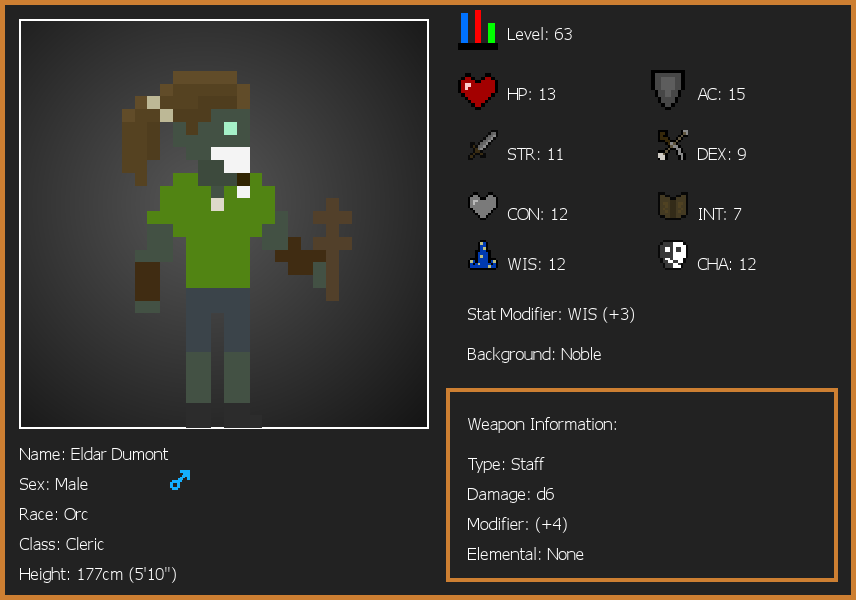 Level: 63
HP: 13
AC: 15
STR: 11
DEX: 9
CON: 12
INT: 7
WIS: 12
CHA: 12
Stat Modifier: WIS (+3)
Background: Noble
Weapon Information:
Type: Staff
Damage: d6
Modifier: (+4)
Elemental: None
Name: Eldar Dumont
Sex: Male
Race: Orc
Class: Cleric
Height: 177cm (5'10")